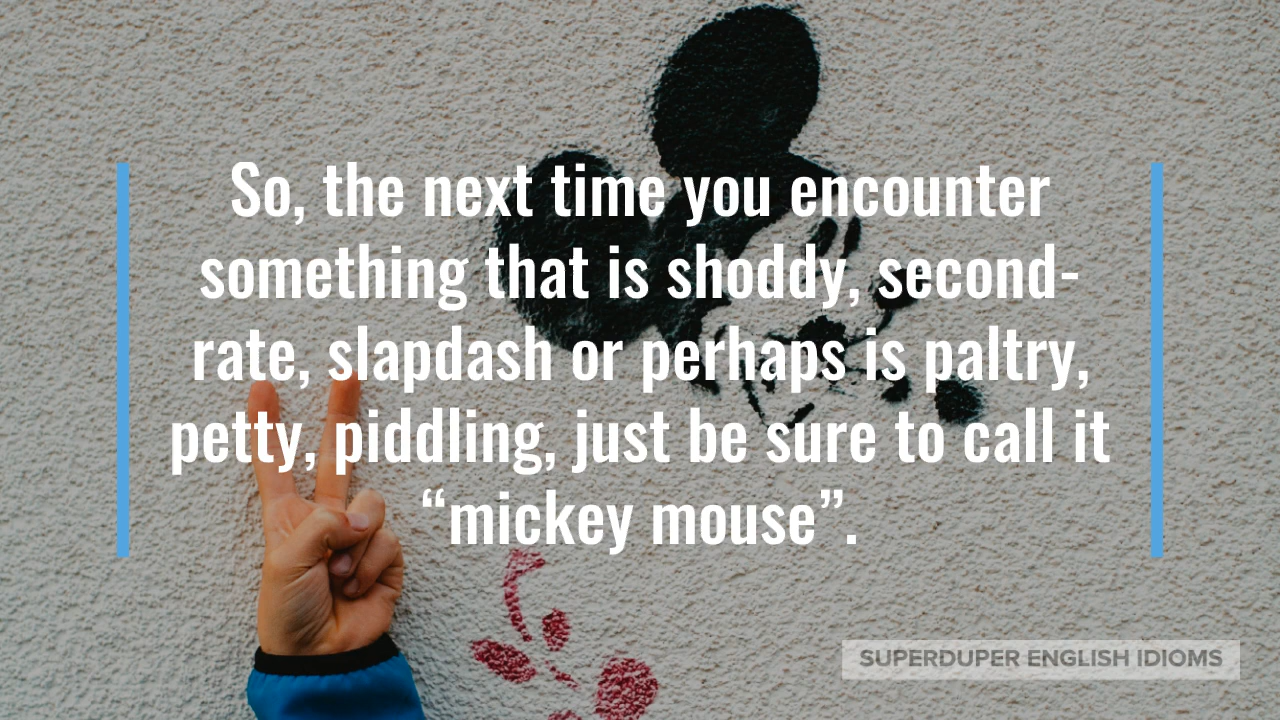 So, the next time you encounter
something that is shoddy, second-
rate, slapdash or perhaps is paltry,
petty, piddling, just be sure to call it
“mickey mouse”.
SUPERDUPER ENGLISH IDIOMS